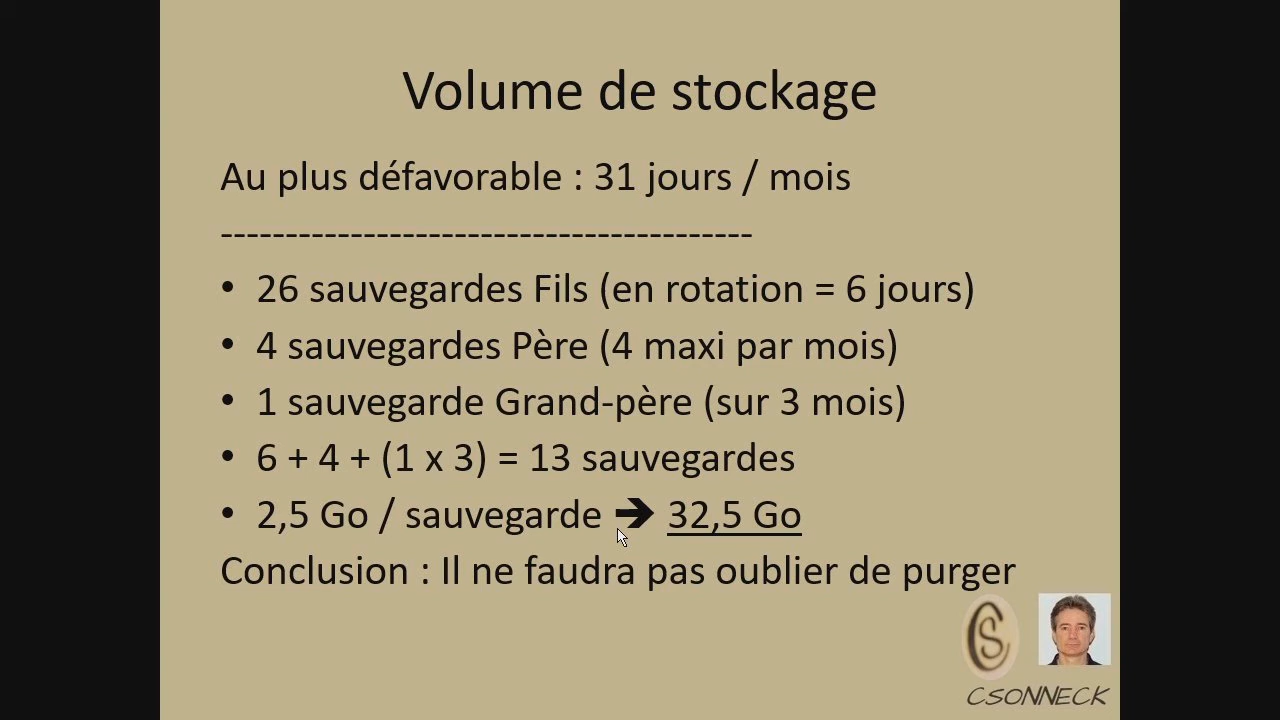 Volume de stockage
Au plus défavorable : 31 jours / mois
-----------------------------------------
• 26 sauvegardes Fils (en rotation = 6 jours)
• 4 sauvegardes Père (4 maxi par mois)
• 1 sauvegarde Grand-père (sur 3 mois)
• 6 + 4 + (1 x 3) = 13 sauvegardes
• 2,5 Go / sauvegarde ➔ 32,5 Go
Conclusion : Il ne faudra pas oublier de purger
CS
CSONNECK